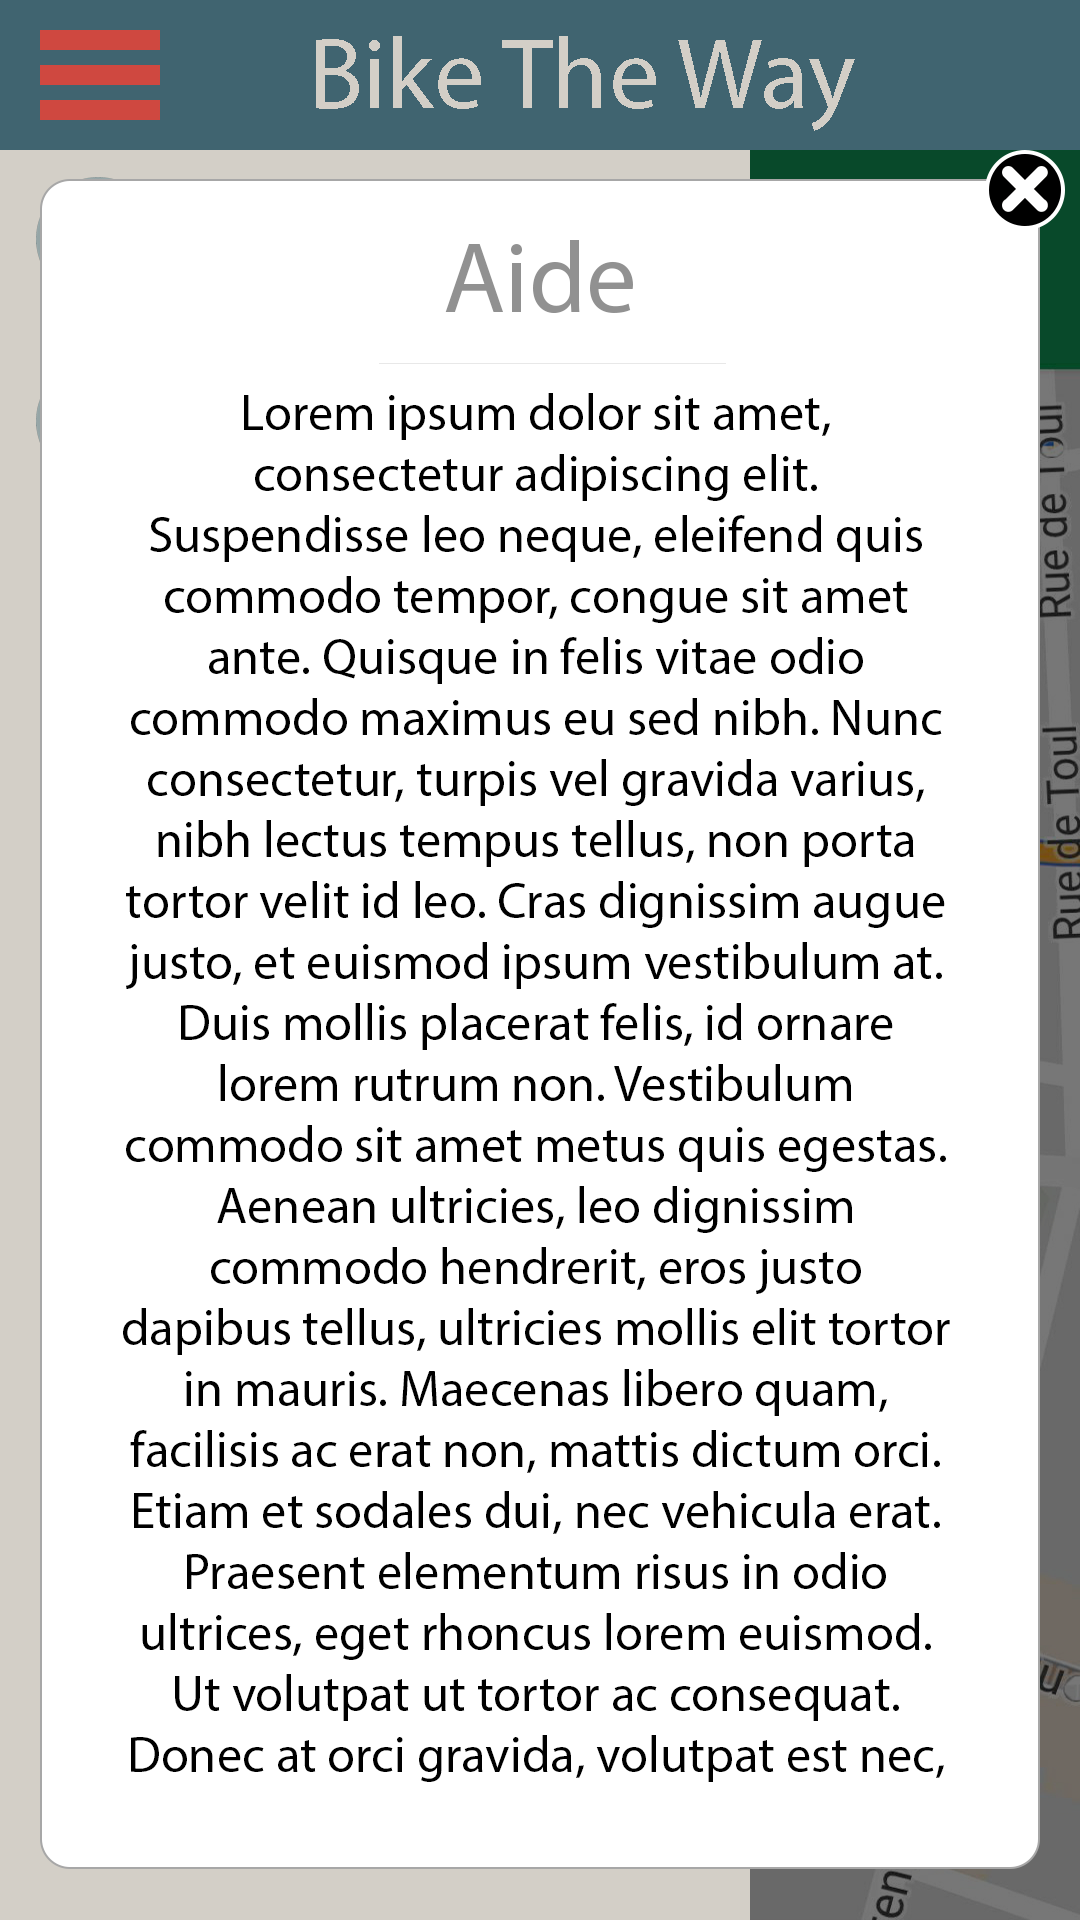 Bike The Way
Aide
Lorem ipsum dolor sit amet,
consectetur adipiscing elit.
Suspendisse leo neque, eleifend quis
commodo tempor, congue sit amet
ante. Quisque in felis vitae odio
commodo maximus eu sed nibh. Nunc
consectetur, turpis vel gravida varius,
nibh lectus tempus tellus, non porta
tortor velit id leo. Cras dignissim augue
justo, et euismod ipsum vestibulum at.
Duis mollis placerat felis, id ornare
lorem rutrum non. Vestibulum
commodo sit amet metus quis egestas.
Aenean ultricies, leo dignissim
commodo hendrerit, eros justo
dapibus tellus, ultricies mollis elit tortor
in mauris. Maecenas libero quam,
facilisis ac erat non, mattis dictum orci.
Etiam et sodales dui, nec vehicula erat.
Praesent elementum risus in odio
ultrices, eget rhoncus lorem euismod.
Ut volutpat ut tortor ac consequat.
Donec at orci gravida, volutpat est nec,
Rue de Toul
Rue de Toul